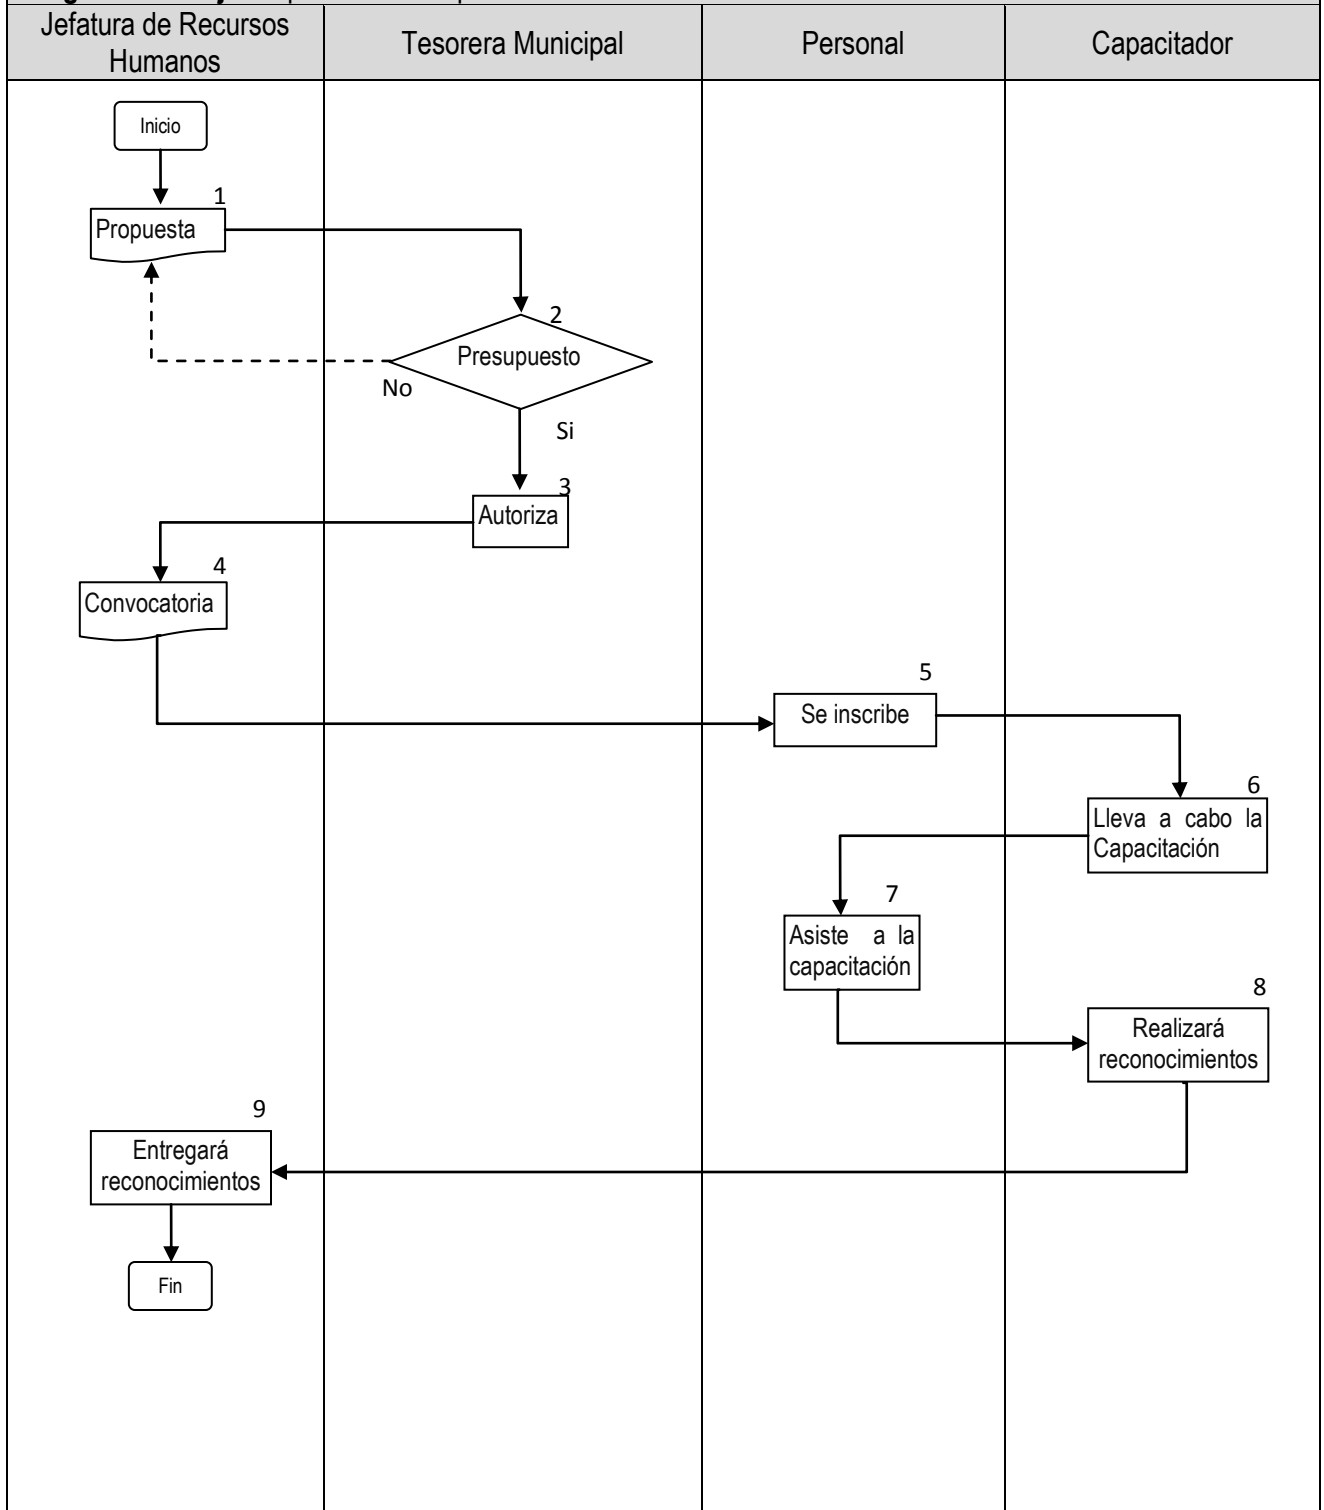 Jefatura de Recursos
Humanos
Tesorera Municipal
Personal
Capacitador
Inicio
1
Propuesta
2
Presupuesto
No
Si
3
Autoriza
4
Convocatoria
5
Se inscribe
6
Lleva a cabo la
Capacitación
7
Asiste a la
capacitación
8
Realizará
reconocimientos
9
Entregará
reconocimientos
Fin